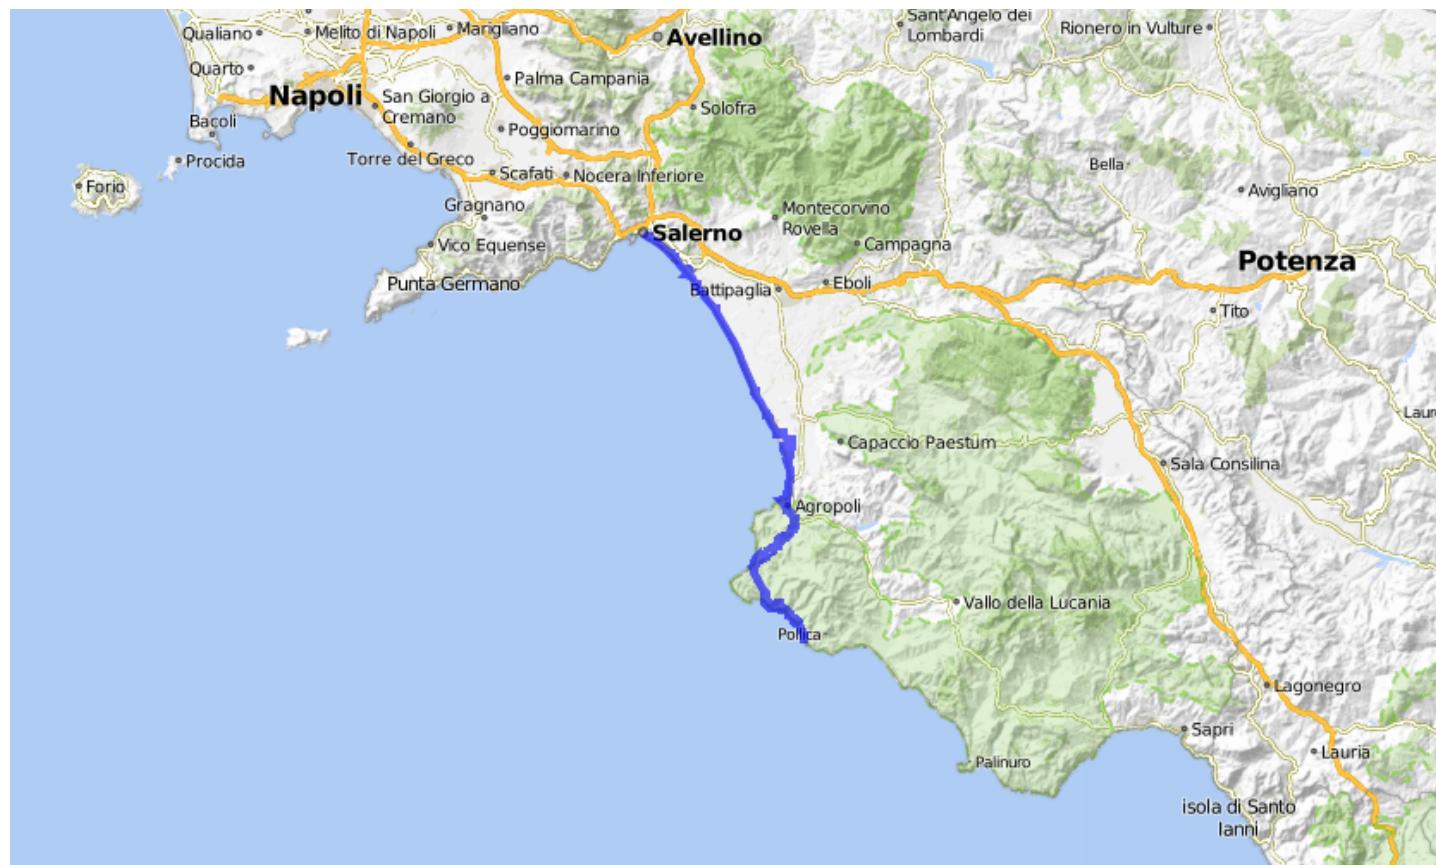 Sant'Angelo dei
Lombardi
Rionero in Vulture
Qualiano
Melito di Napoli
Marigliano
Avellino
Quarto
Palma Campania
Napoli
San Giorgio a
Cremano
Solofra
Bacoli
Poggiomarino
Procida
Torre del Greco
Scafati
Nocera Inferiore
Bella
Forio
Avigliano
Gragnano
Montecorvino
Rovella
Salerno
Vico Equense
Campagna
Potenza
Punta Germano
Battipaglia
Eboli
Tito
Laur
Capaccio Paestum
Sala Consilina
Agropoli
Vallo della Lucania
Pollica
Lagonegro
Sapri
Lauria
Palinuro
isola di Santo
Ianni